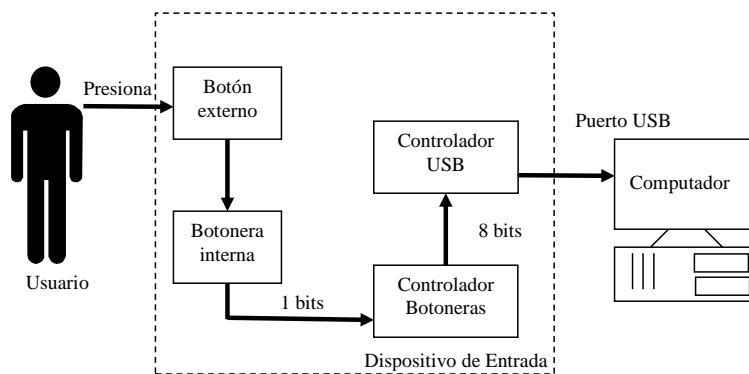 Presiona
Botón
externo
Botonera
interna
Usuario
1 bits
Controlador
Botoneras
8 bits
Controlador
USB
Puerto USB
Computador
Dispositivo de Entrada